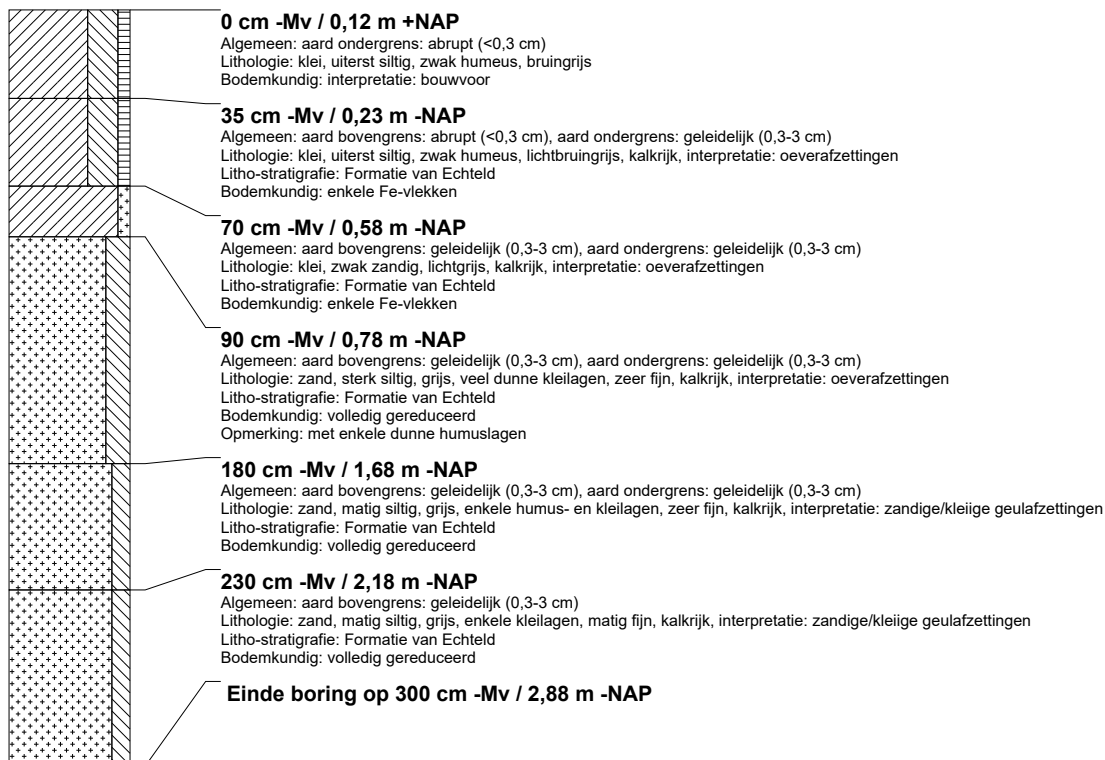 0 cm -Mv / 0,12 m +NAP
Algemeen: aard ondergrens: abrupt (<0,3 cm)
Lithologie: klei, uiterst siltig, zwak humeus, bruingrijs
Bodemkundig: interpretatie: bouwvoor
35 cm -Mv / 0,23 m -NAP
Algemeen: aard bovengrens: abrupt (<0,3 cm), aard ondergrens: geleidelijk (0,3-3 cm)
Lithologie: klei, uiterst siltig, zwak humeus, lichtbruingrijs, kalkrijk, interpretatie: oeverafzettingen
Litho-stratigrafie: Formatie van Echteld
Bodemkundig: enkele Fe-vlekken
70 cm -Mv / 0,58 m -NAP
Algemeen: aard bovengrens: geleidelijk (0,3-3 cm), aard ondergrens: geleidelijk (0,3-3 cm)
Lithologie: klei, zwak zandig, lichtgrijs, kalkrijk, interpretatie: oeverafzettingen
Litho-stratigrafie: Formatie van Echteld
Bodemkundig: enkele Fe-vlekken
90 cm -Mv / 0,78 m -NAP
Algemeen: aard bovengrens: geleidelijk (0,3-3 cm), aard ondergrens: geleidelijk (0,3-3 cm)
Lithologie: zand, sterk siltig, grijs, veel dunne kleilagen, zeer fijn, kalkrijk, interpretatie: oeverafzettingen
Litho-stratigrafie: Formatie van Echteld
Bodemkundig: volledig gereduceerd
Opmerking: met enkele dunne humuslagen
180 cm -Mv / 1,68 m -NAP
Algemeen: aard bovengrens: geleidelijk (0,3-3 cm), aard ondergrens: geleidelijk (0,3-3 cm)
Lithologie: zand, matig siltig, grijs, enkele humus- en kleilagen, zeer fijn, kalkrijk, interpretatie: zandige/kleiige geulafzettingen
Litho-stratigrafie: Formatie van Echteld
Bodemkundig: volledig gereduceerd
230 cm -Mv / 2,18 m -NAP
Algemeen: aard bovengrens: geleidelijk (0,3-3 cm)
Lithologie: zand, matig siltig, grijs, enkele kleilagen, matig fijn, kalkrijk, interpretatie: zandige/kleiige geulafzettingen
Litho-stratigrafie: Formatie van Echteld
Bodemkundig: volledig gereduceerd
Einde boring op 300 cm -Mv / 2,88 m -NAP